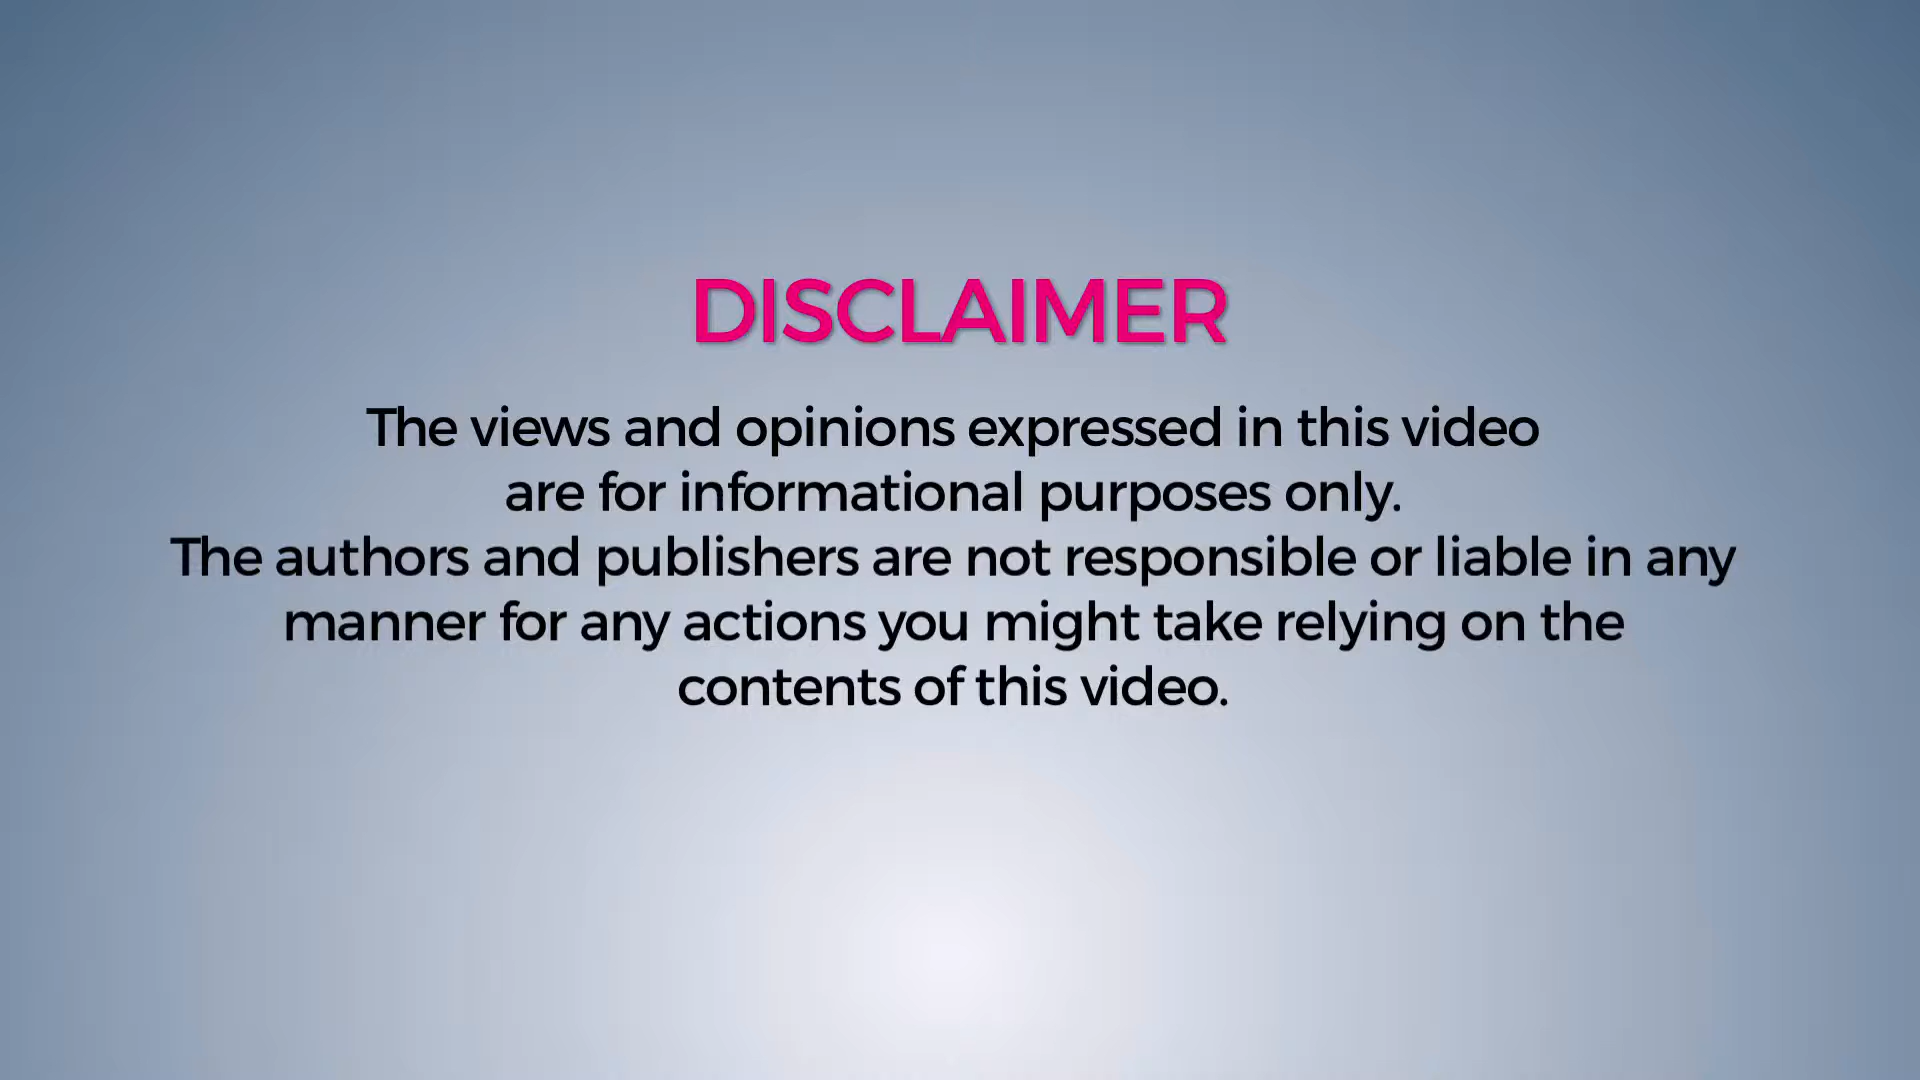 DISCLAIMER
The views and opinions expressed in this video
are for informational purposes only.
The authors and publishers are not responsible or liable in any
manner for any actions you might take relying on the
contents of this video.